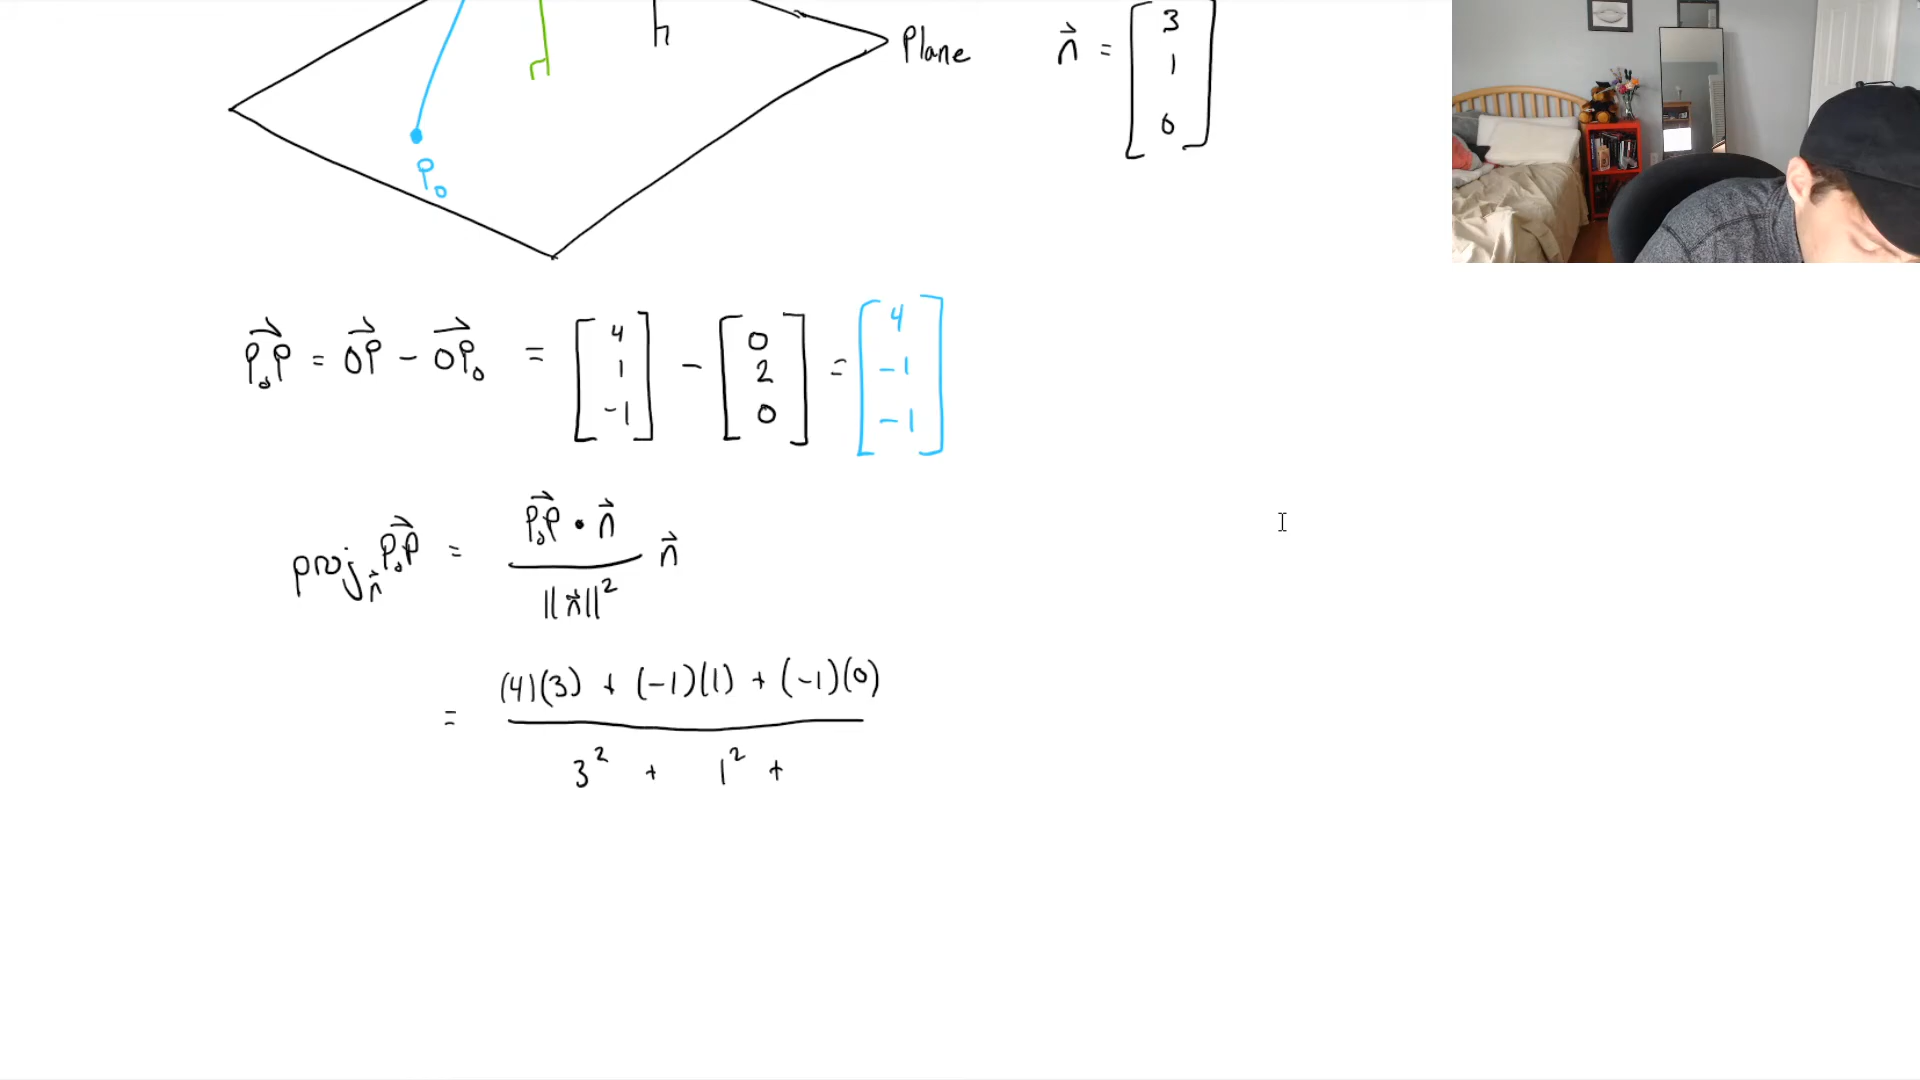 Plane
n⃗ = [3 1 0]
P₀
P₀P⃗ = OP⃗ - OP₀⃗ = [4 1 -1] - [0 2 0] = [4 -1 -1]
proj_n⃗ P₀P⃗ = (P₀P⃗ • n⃗) / ||n⃗||² n⃗
= ((4)(3) + (-1)(1) + (-1)(0)) / (3² + 1² +